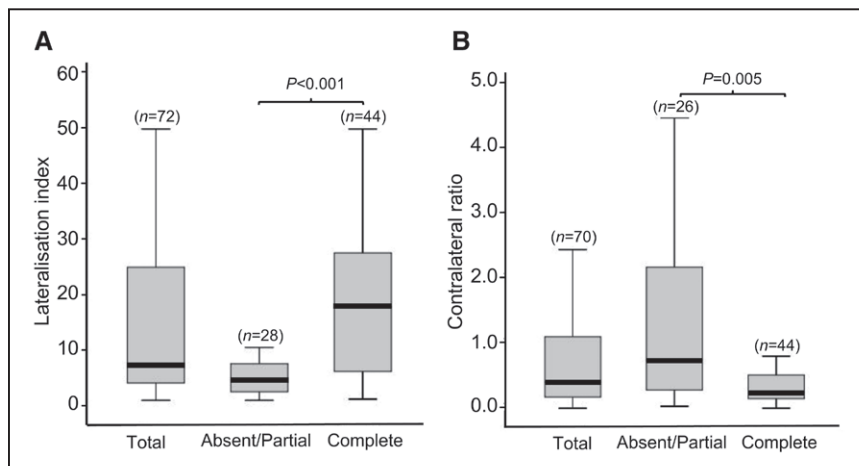 A
Lateralisation index
60
50
40
30
20
10
0
P<0.001
(n=72)
(n=28)
(n=44)
Total
Absent/Partial
Complete
B
Contralateral ratio
5.0
4.0
3.0
2.0
1.0
0.0
P=0.005
(n=70)
(n=26)
(n=44)
Total
Absent/Partial
Complete